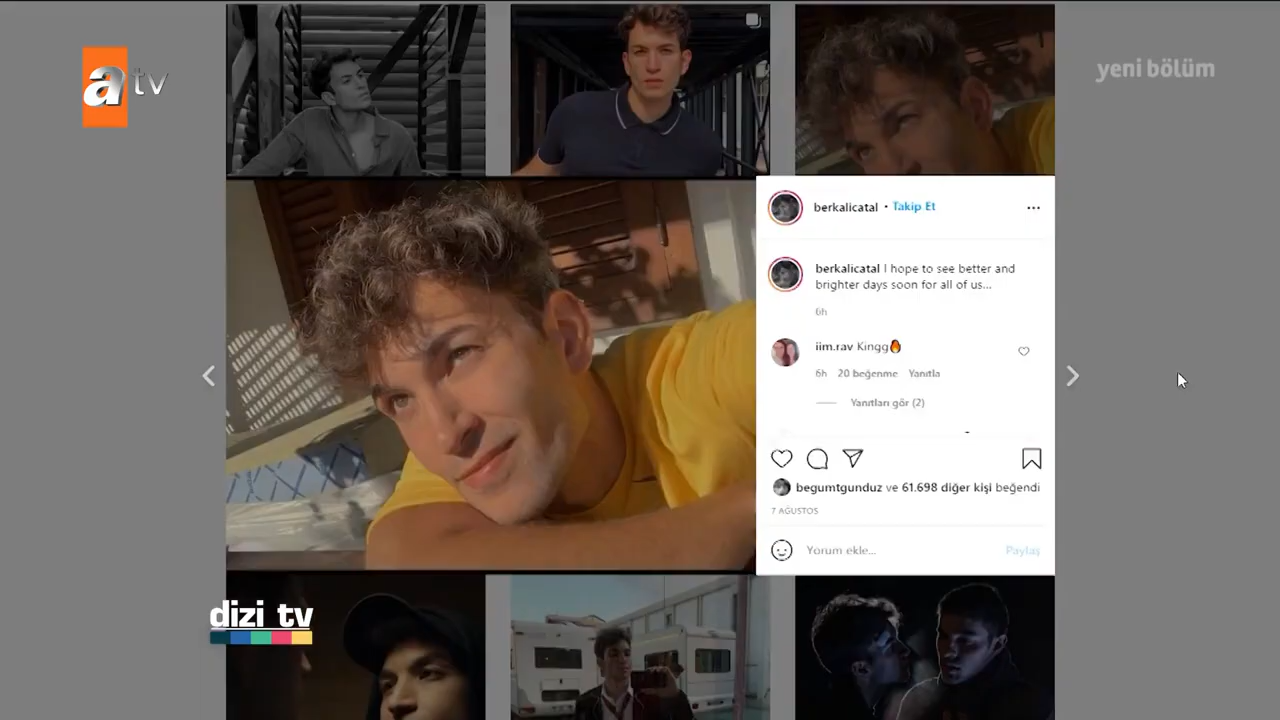 atv
yeni bölüm
berkalicatal • Takip Et
berkalicatal I hope to see better and
brighter days soon for all of us...
6h
iim.rav Kingg🔥
6h 20 beğenme Yanıtla
Yanıtları gör (2)
begumtgunduz ve 61.698 diğer kişi beğendi
7 AĞUSTOS
Yorum ekle... Paylaş
dizi tv